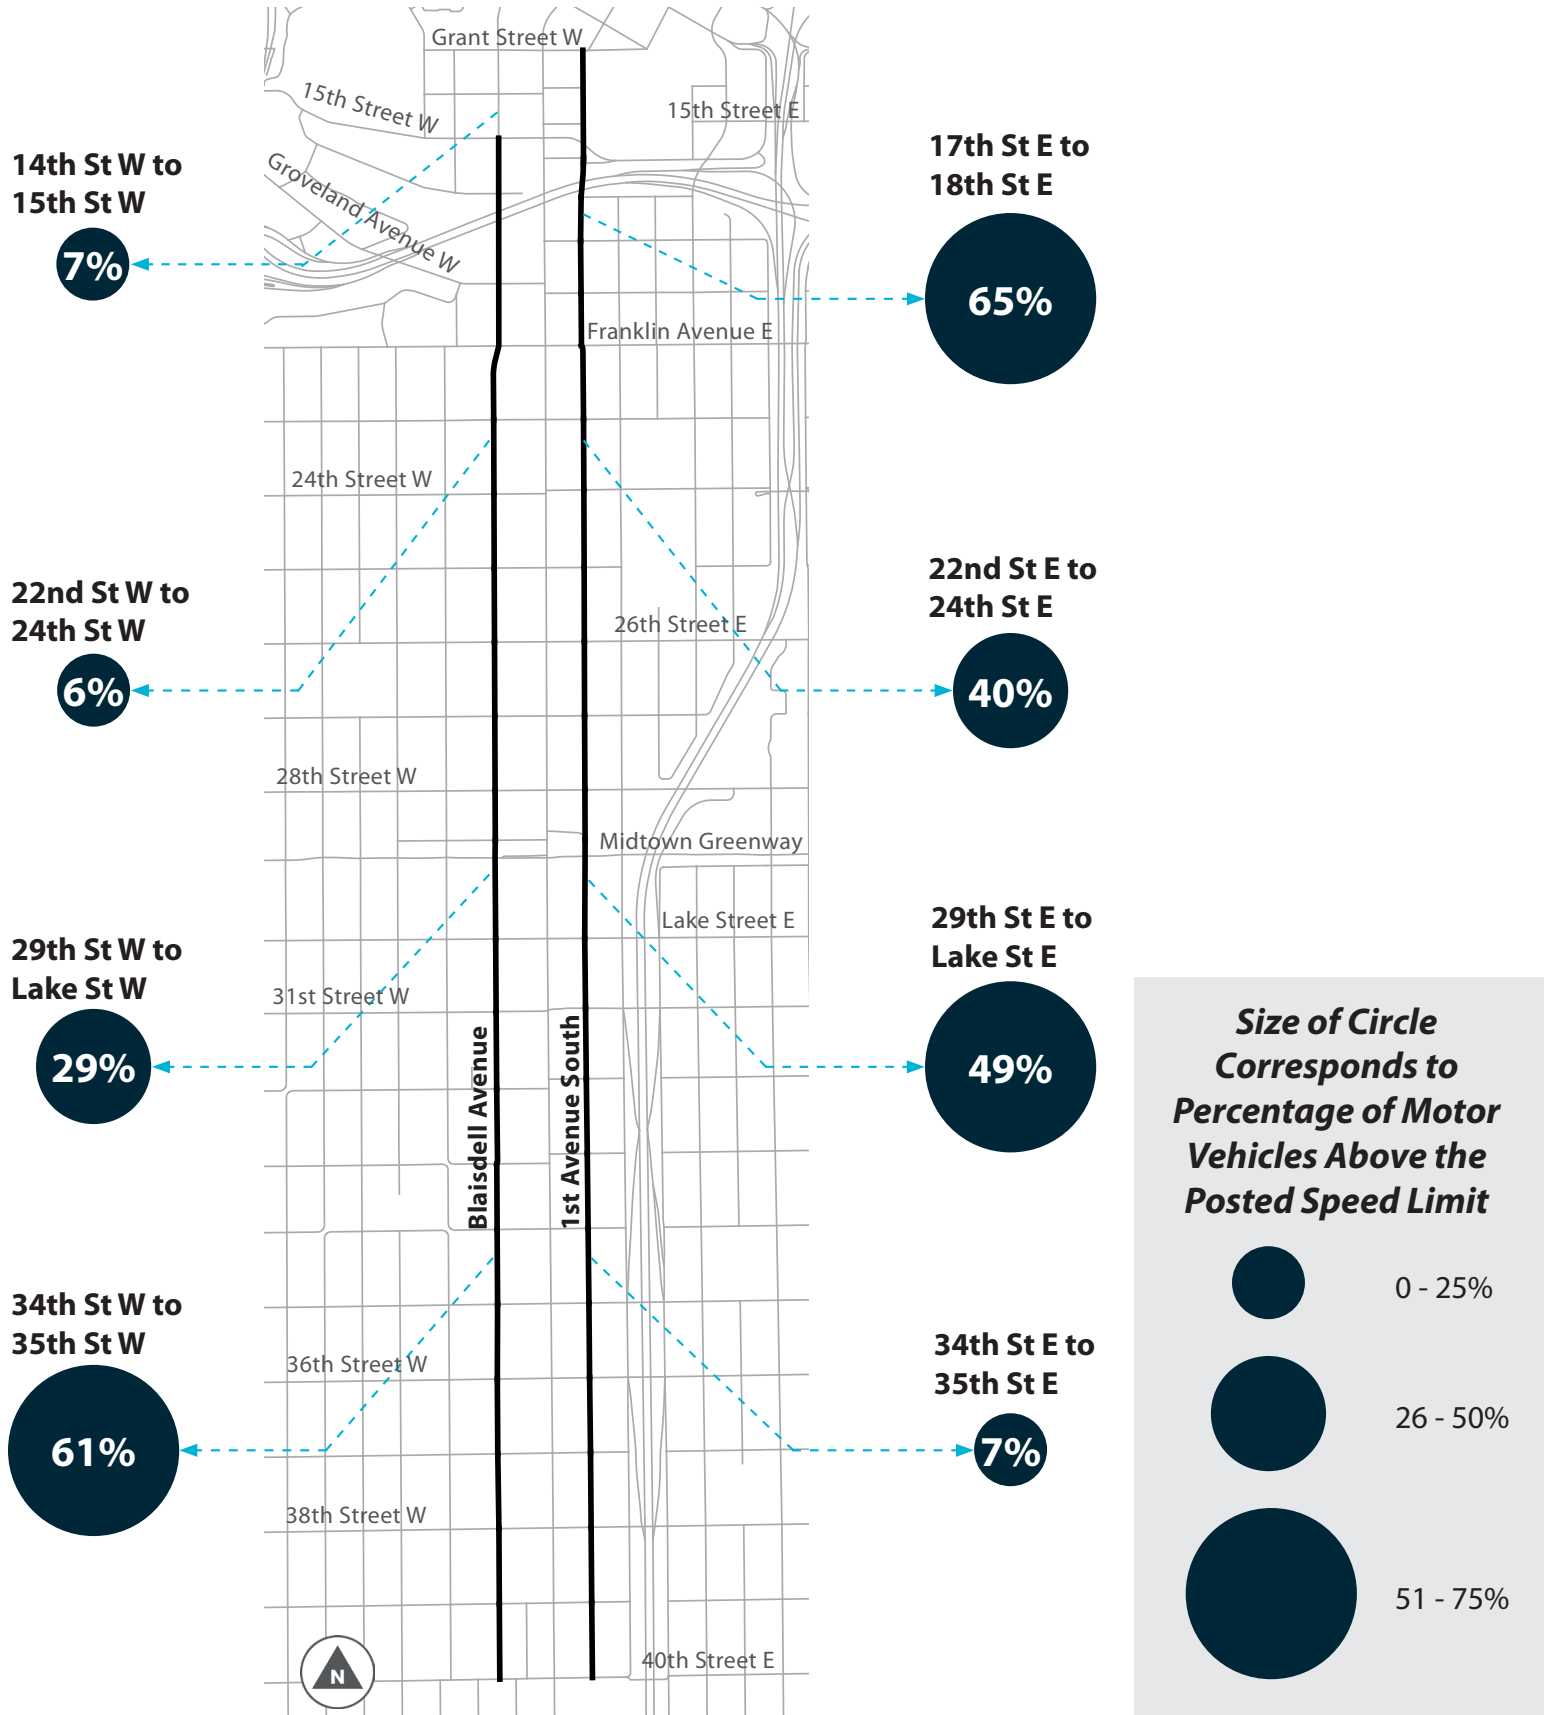 Grant Street W
15th Street W
15th Street E
Groveland Avenue W
14th St W to
15th St W
7%
17th St E to
18th St E
65%
Franklin Avenue E
24th Street W
22nd St W to
24th St W
6%
22nd St E to
24th St E
40%
26th Street E
28th Street W
Midtown Greenway
Lake Street E
29th St W to
Lake St W
29%
29th St E to
Lake St E
49%
31st Street W
Blaisdell Avenue
1st Avenue South
34th St W to
35th St W
61%
34th St E to
35th St E
7%
36th Street W
38th Street W
40th Street E
N
Size of Circle
Corresponds to
Percentage of Motor
Vehicles Above the
Posted Speed Limit
0 - 25%
26 - 50%
51 - 75%